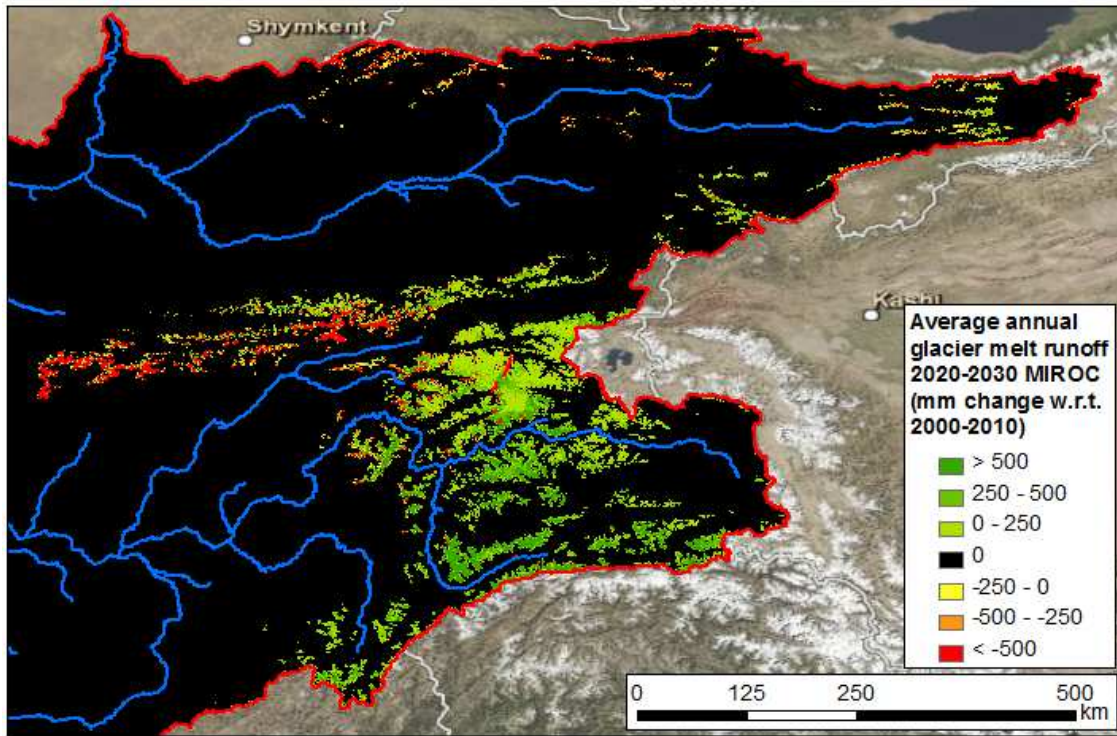 Bishkek
Shymkent
Kashi
Average annual
glacier melt runoff
2020-2030 MIROC
(mm change w.r.t.
2000-2010)
> 500
250 - 500
0 - 250
0
-250 - 0
-500 - -250
< -500
0 125 250 500
km